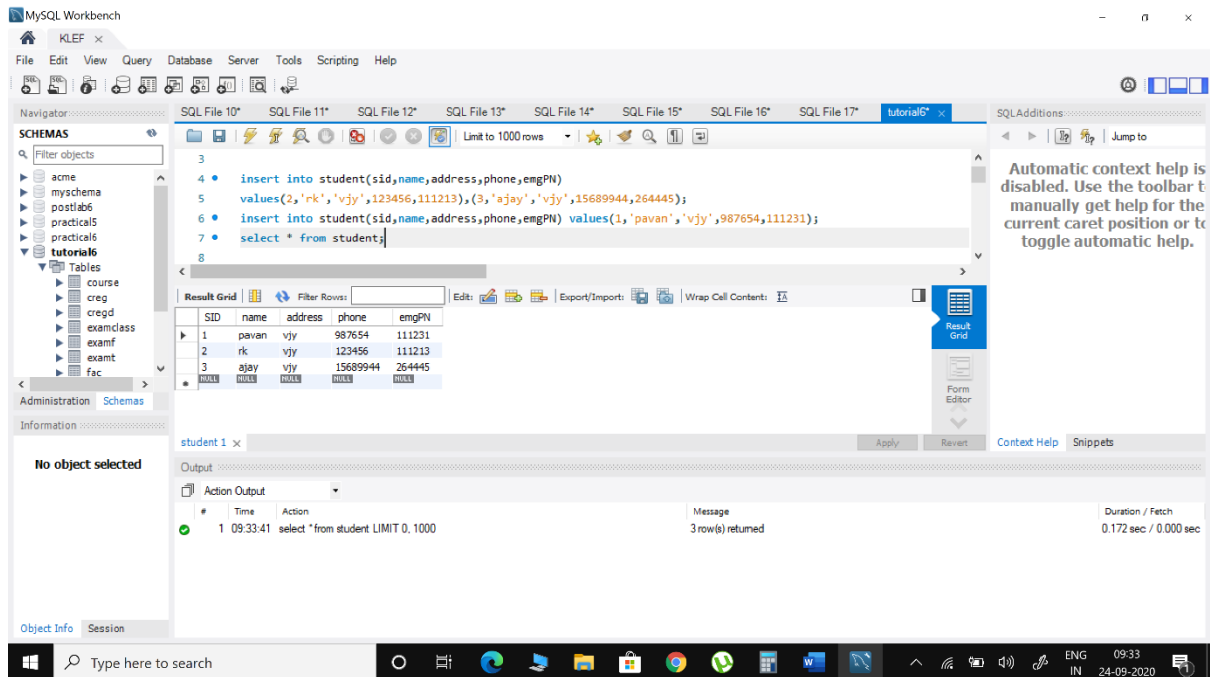 MySQL Workbench
KLEF ×
File Edit View Query Database Server Tools Scripting Help
Navigator
SCHEMAS
Filter objects
acme
myschema
postlab6
practical5
practical6
tutorial6
Tables
course
creg
cregd
examclass
examf
examt
fac
Administration Schemas
Information
No object selected
Object Info Session
SQL File 10* SQL File 11* SQL File 12* SQL File 13* SQL File 14* SQL File 15* SQL File 16* SQL File 17* tutorial6* ×
Limit to 1000 rows
3
4 insert into student(sid,name,address,phone,emgPN)
5 values(2,'rk','vjy',123456,111213),(3,'ajay','vjy',15689944,264445);
6 insert into student(sid,name,address,phone,emgPN) values(1,'pavan','vjy',987654,111231);
7 select * from student;
8
Result Grid Filter Rows: Edit: Export/Import: Wrap Cell Content: IA
SID name address phone emgPN
1 pavan vjy 987654 111231
2 rk vjy 123456 111213
3 ajay vjy 15689944 264445
NULL NULL NULL NULL NULL
Result Grid
Form Editor
student 1 ×
Apply Revert
Output
Action Output
# Time Action Message Duration / Fetch
1 09:33:41 select * from student LIMIT 0, 1000 3 row(s) returned 0.172 sec / 0.000 sec
SQLAdditions
Jump to
Automatic context help is
disabled. Use the toolbar t
manually get help for the
current caret position or to
toggle automatic help.
Context Help Snippets
Type here to search
ENG
IN
09:33
24-09-2020